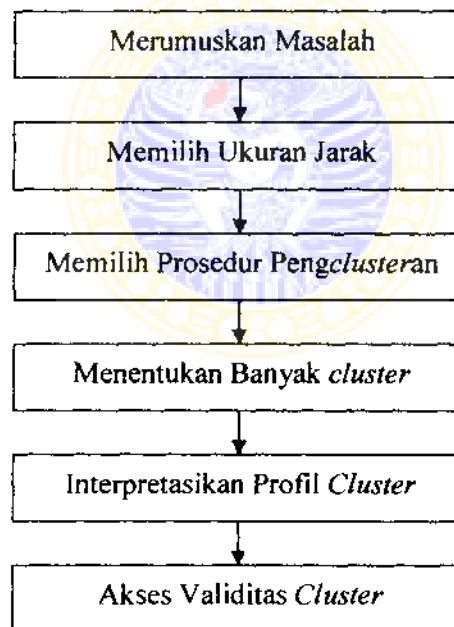 Merumuskan Masalah
Memilih Ukuran Jarak
Memilih Prosedur Pengclusteran
Menentukan Banyak cluster
Interpretasikan Profil Cluster
Akses Validitas Cluster